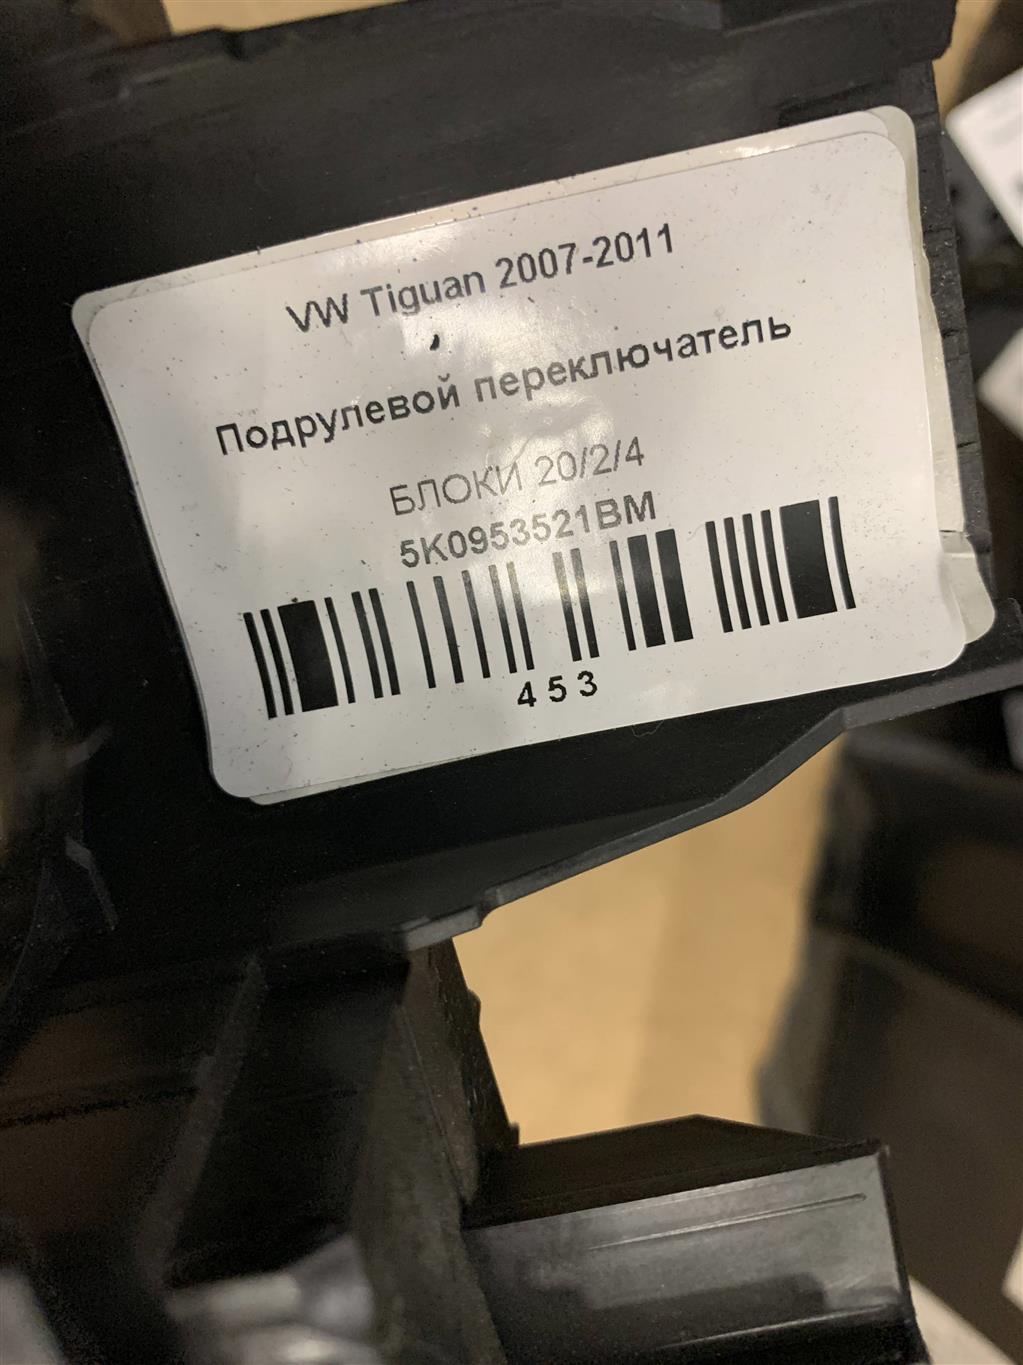 VW Tiguan 2007-2011
Подрулевой переключатель
БЛОКИ 20/2/4
5K0953521BM
453